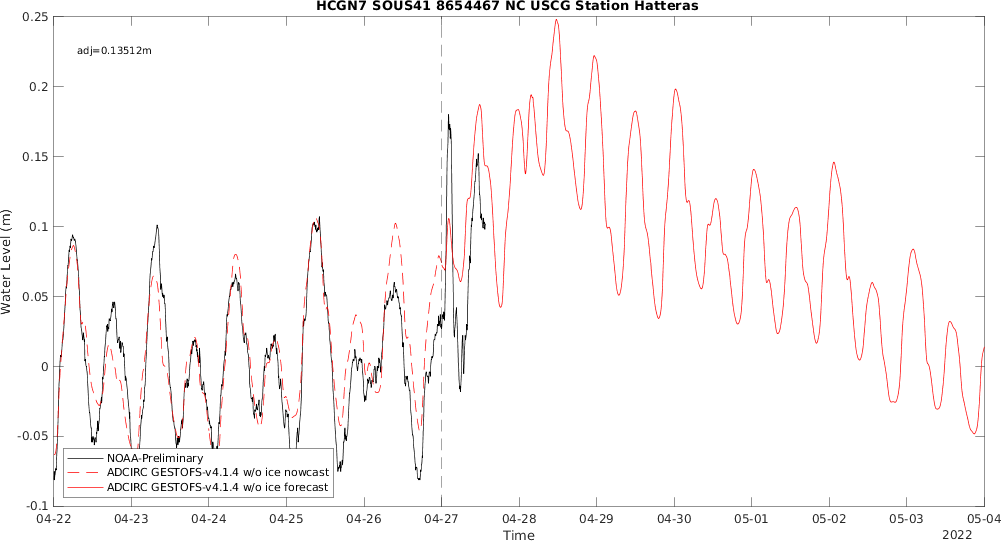 HCGN7 SOUS41 8654467 NC USCG Station Hatteras
adj=0.13512m
0.25
0.2
0.15
0.1
0.05
0
-0.05
-0.1
Water Level (m)
NOAA-Preliminary
ADCIRC GESTOFS-v4.1.4 w/o ice nowcast
ADCIRC GESTOFS-v4.1.4 w/o ice forecast
04-22 04-23 04-24 04-25 04-26 04-27 04-28 04-29 04-30 05-01 05-02 05-03 05-04
Time
2022